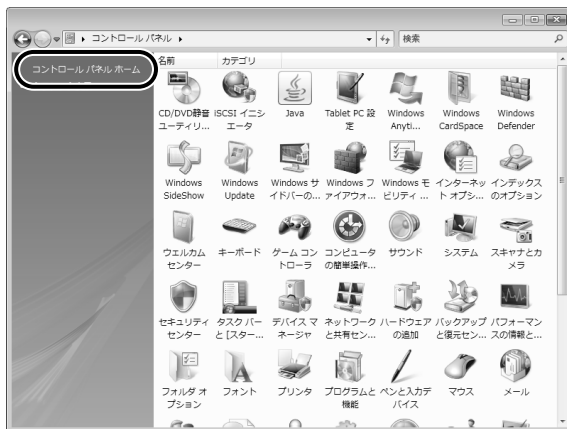 コントロール パネル
検索
コントロール パネル ホーム
名前
カテゴリ
CD/DVD静音
ユーティリ...
iSCSI イニシ
エータ
Java
Tablet PC 設
定
Windows
Anyti...
Windows
CardSpace
Windows
Defender
Windows
SideShow
Windows
Update
Windows サ
イドバーの...
Windows フ
ァイアウォ...
Windows モ
ビリティ ...
インターネッ
ト オプシ...
インデックス
のオプション
ウェルカム
センター
キーボード
ゲーム コン
トローラ
コンピュータ
の簡単操作...
サウンド
システム
スキャナとカ
メラ
セキュリティ
センター
タスク バー
と [スター...
デバイス マ
ネージャ
ネットワーク
と共有セン...
ハードウェア
の追加
バックアップ
と復元セン...
パフォーマン
スの情報と...
フォルダ オ
プション
フォント
プリンタ
プログラムと
機能
ペンと入力デ
バイス
マウス
メール